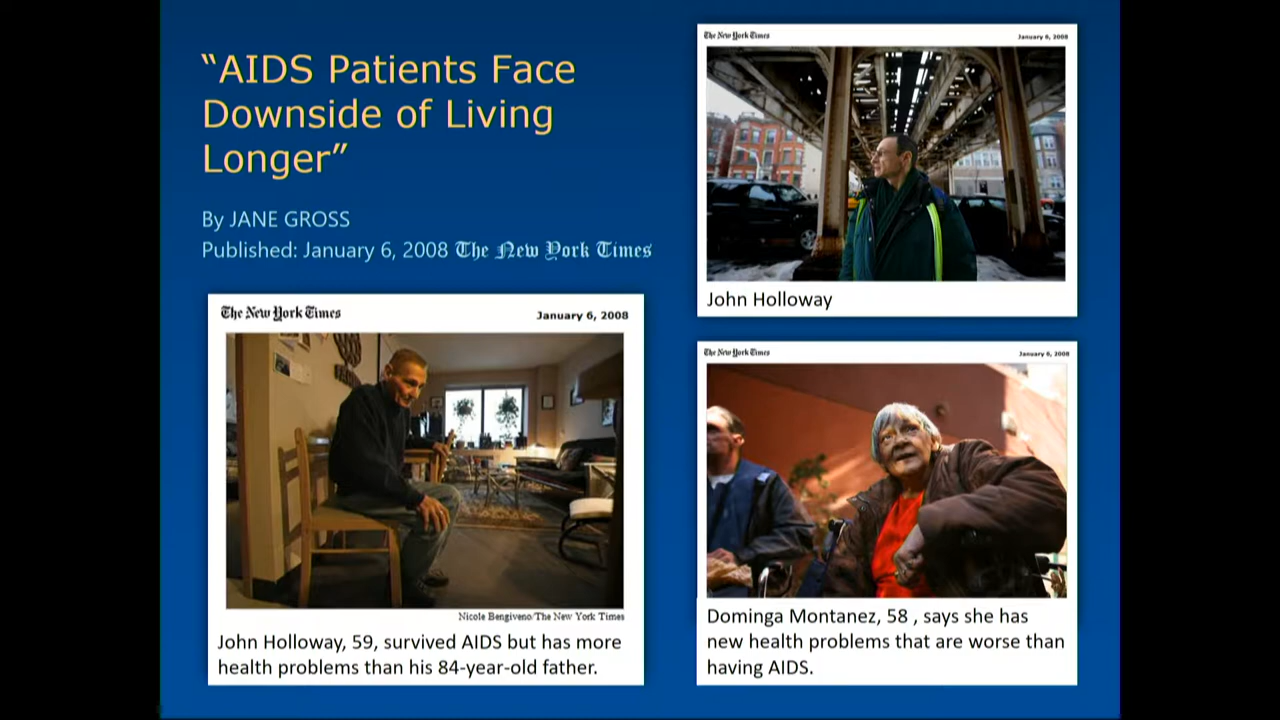 “AIDS Patients Face
Downside of Living
Longer”
By JANE GROSS
Published: January 6, 2008 The New York Times
The New York Times
January 6, 2008
Nicole Bengiveno/The New York Times
John Holloway, 59, survived AIDS but has more
health problems than his 84-year-old father.
The New York Times
January 6, 2008
John Holloway
The New York Times
January 6, 2008
Dominga Montanez, 58 , says she has
new health problems that are worse than
having AIDS.